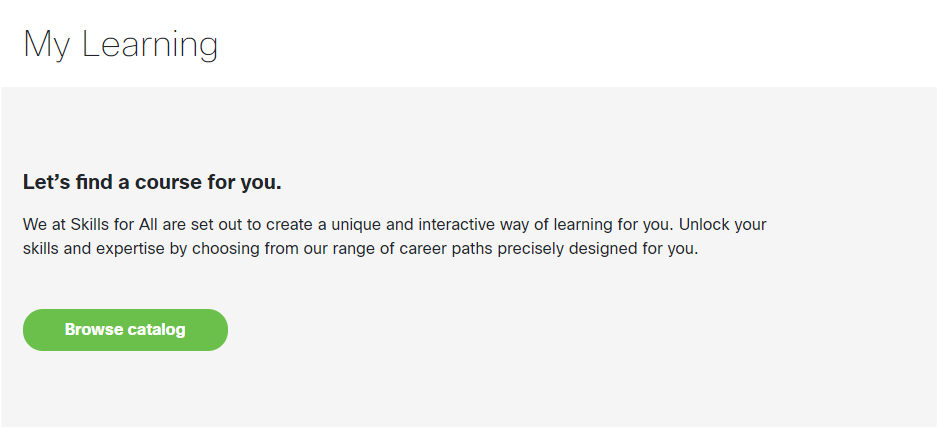 My Learning
Let’s find a course for you.
We at Skills for All are set out to create a unique and interactive way of learning for you. Unlock your
skills and expertise by choosing from our range of career paths precisely designed for you.
Browse catalog